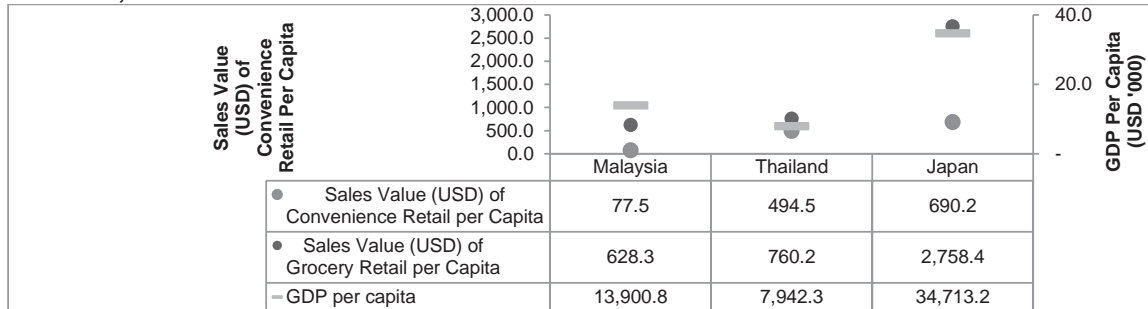 Sales Value
(USD) of
Convenience
Retail Per Capita
3,000.0
2,500.0
2,000.0
1,500.0
1,000.0
500.0
0.0
40.0
20.0
-
GDP Per Capita
(USD '000)
Malaysia Thailand Japan
Sales Value (USD) of
Convenience Retail per Capita 77.5 494.5 690.2
Sales Value (USD) of
Grocery Retail per Capita 628.3 760.2 2,758.4
GDP per capita 13,900.8 7,942.3 34,713.2